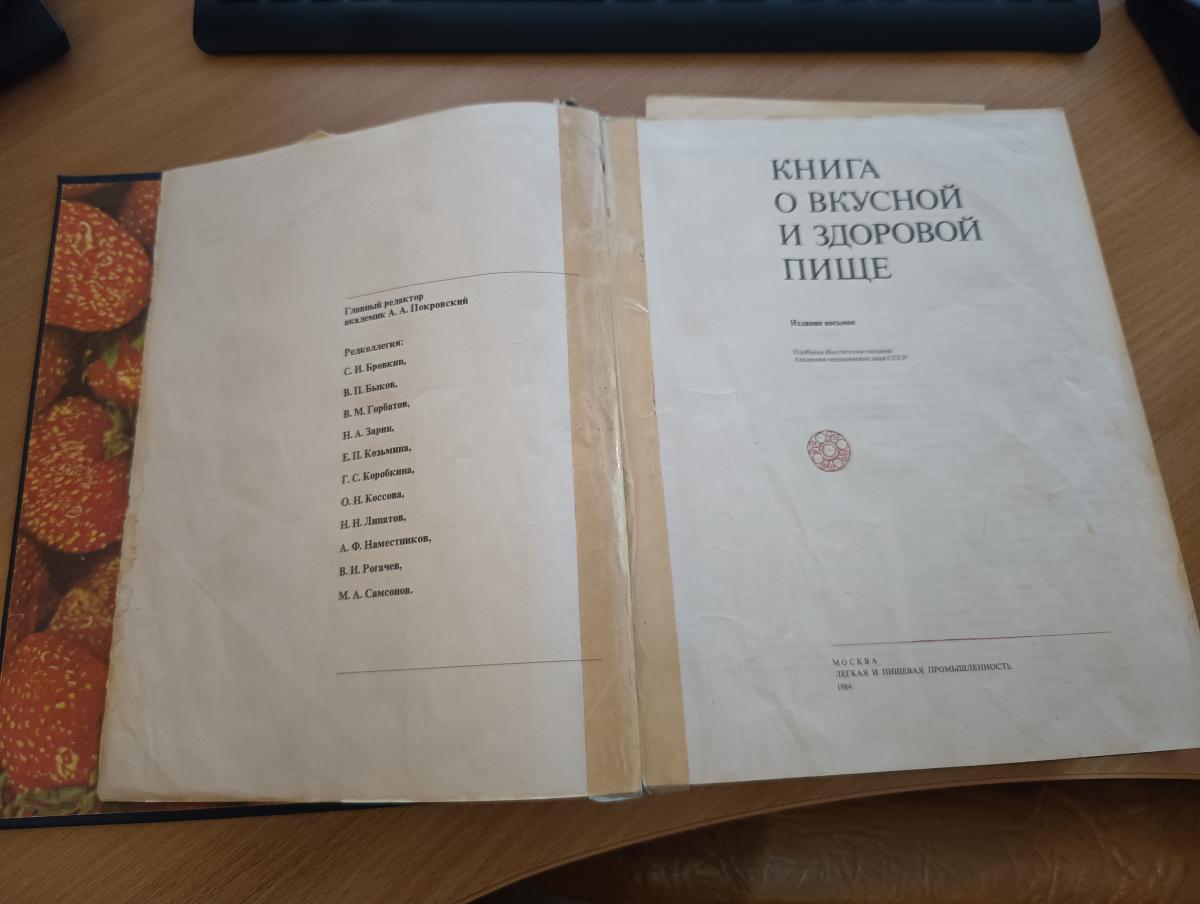 Главный редактор
академик А. А. Покровский
Редколлегия:
С. И. Бровкин,
В. П. Быков,
В. М. Горбатов,
Н. А. Зарин,
Е. П. Козьмина,
Г. С. Коробкина,
О. Н. Коссова,
Н. Н. Липатов,
А. Ф. Наместников,
В. И. Рогачев,
М. А. Самсонов.
КНИГА
О ВКУСНОЙ
И ЗДОРОВОЙ
ПИЩЕ
Издание восьмое
Одобрена Институтом питания
Академии медицинских наук СССР
МОСКВА
ЛЕГКАЯ И ПИЩЕВАЯ ПРОМЫШЛЕННОСТЬ
1984